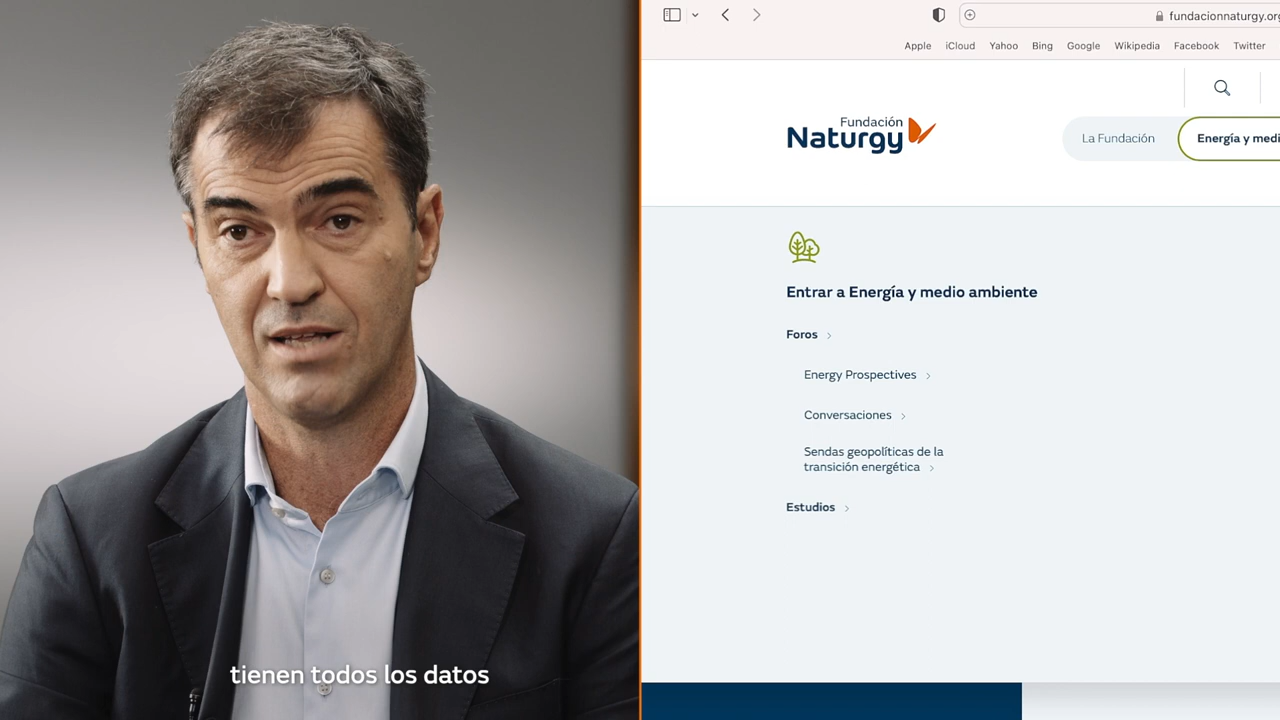 tienen todos los datos
fundacionnaturgy.org
Apple iCloud Yahoo Bing Google Wikipedia Facebook Twitter
Fundación
Naturgy
La Fundación
Energía y medi
Entrar a Energía y medio ambiente
Foros
Energy Prospectives
Conversaciones
Sendas geopolíticas de la
transición energética
Estudios